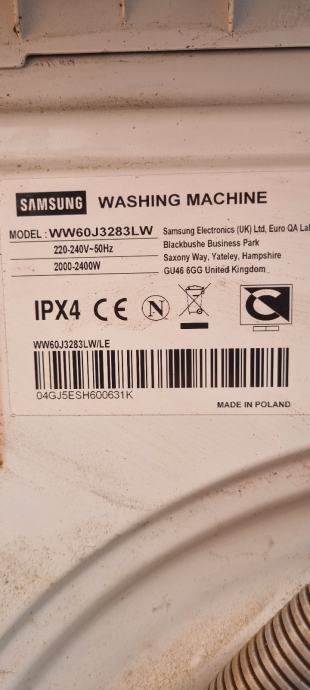 SAMSUNG WASHING MACHINE
MODEL : WW60J3283LW
220-240V~50Hz
2000-2400W
Samsung Electronics (UK) Ltd, Euro QA
Blackbushe Business Park
Saxony Way, Yateley, Hampshire
GU46 6GG United Kingdom
IPX4 CE N
WW60J3283LW/LE
04GJ5ESH600631K
MADE IN POLAND